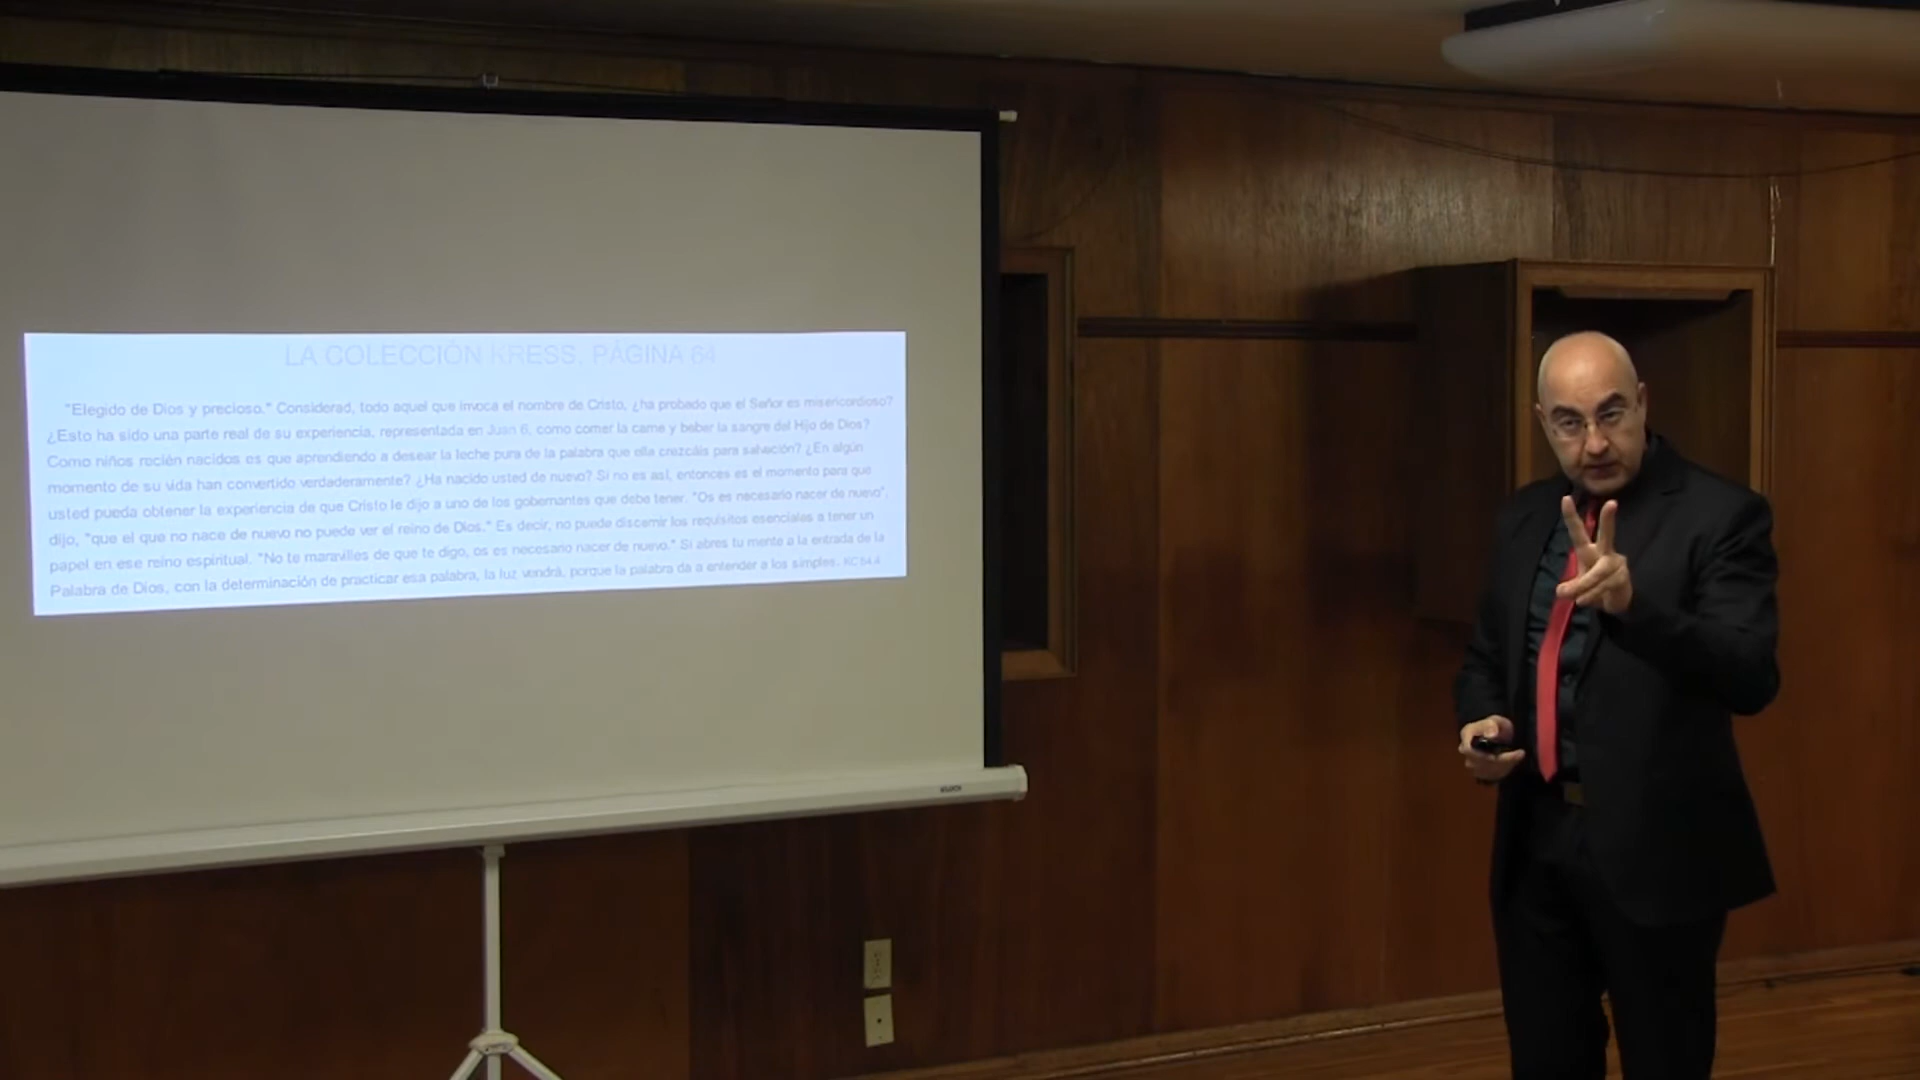 LA COLECCIÓN KRESS, PÁGINA 64
"Elegido de Dios y precioso." Considerad, todo aquel que invoca el nombre de Cristo, ¿ha probado que el Señor es misericordioso?
¿Esto ha sido una parte real de su experiencia, representada en Juan 6, como comer la carne y beber la sangre del Hijo de Dios?
Como niños recién nacidos es que aprendiendo a desear la leche pura de la palabra que ella crezcáis para salvación? ¿En algún
momento de su vida han convertido verdaderamente? ¿Ha nacido usted de nuevo? Si no es así, entonces es el momento para que
usted pueda obtener la experiencia de que Cristo le dijo a uno de los gobernantes que debe tener. "Os es necesario nacer de nuevo",
dijo, "que el que no nace de nuevo no puede ver el reino de Dios." Es decir, no puede discernir los requisitos esenciales a tener un
papel en ese reino espiritual. "No te maravilles de que te digo, os es necesario nacer de nuevo." Si abres tu mente a la entrada de la
Palabra de Dios, con la determinación de practicar esa palabra, la luz vendrá, porque la palabra da a entender a los simples. KC 64.4